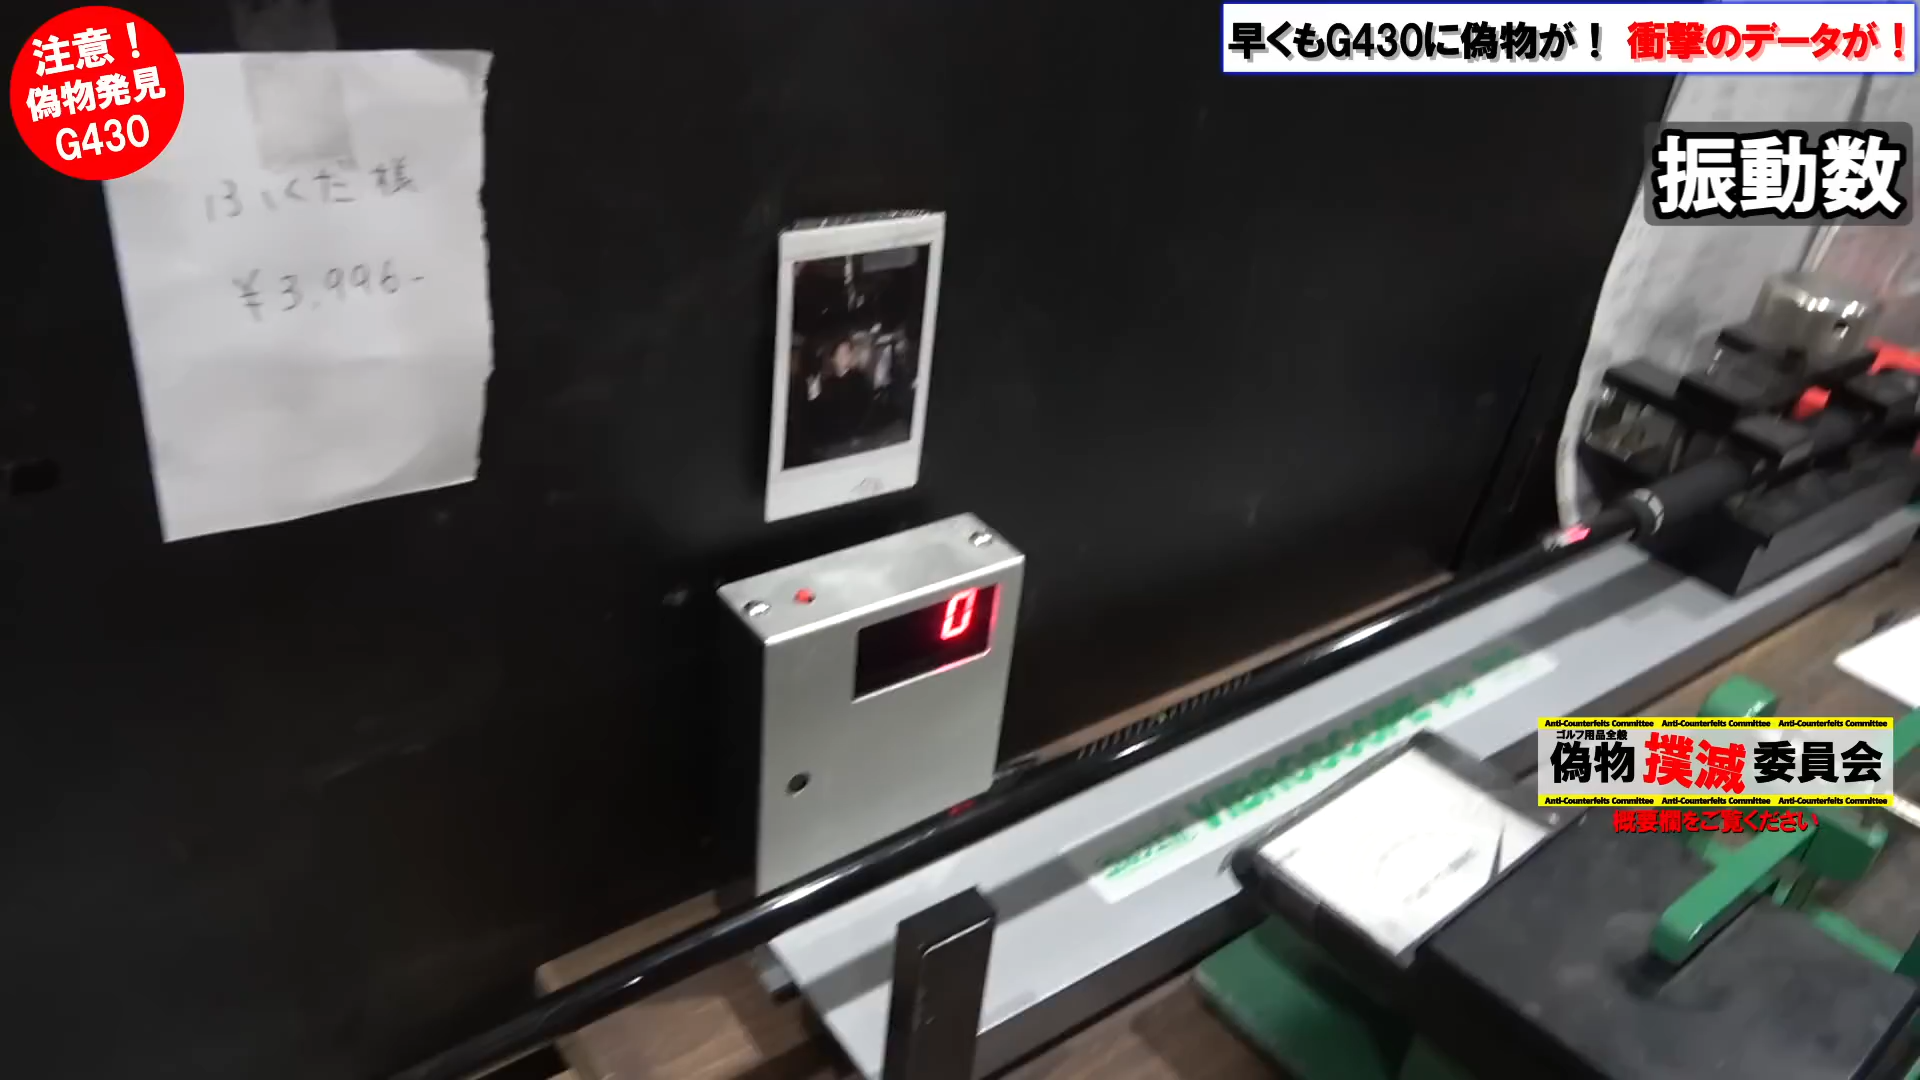 注意！
偽物発見
G430
早くもG430に偽物が！ 衝撃のデータが！
振動数
ふくだ 様
¥3.996-
0
Anti-Counterfeits Committee Anti-Counterfeits Committee Anti-Counterfeits Committee
ゴルフ用品全般
偽物撲滅委員会
Anti-Counterfeits Committee Anti-Counterfeits Committee Anti-Counterfeits Committee
概要欄をご覧ください